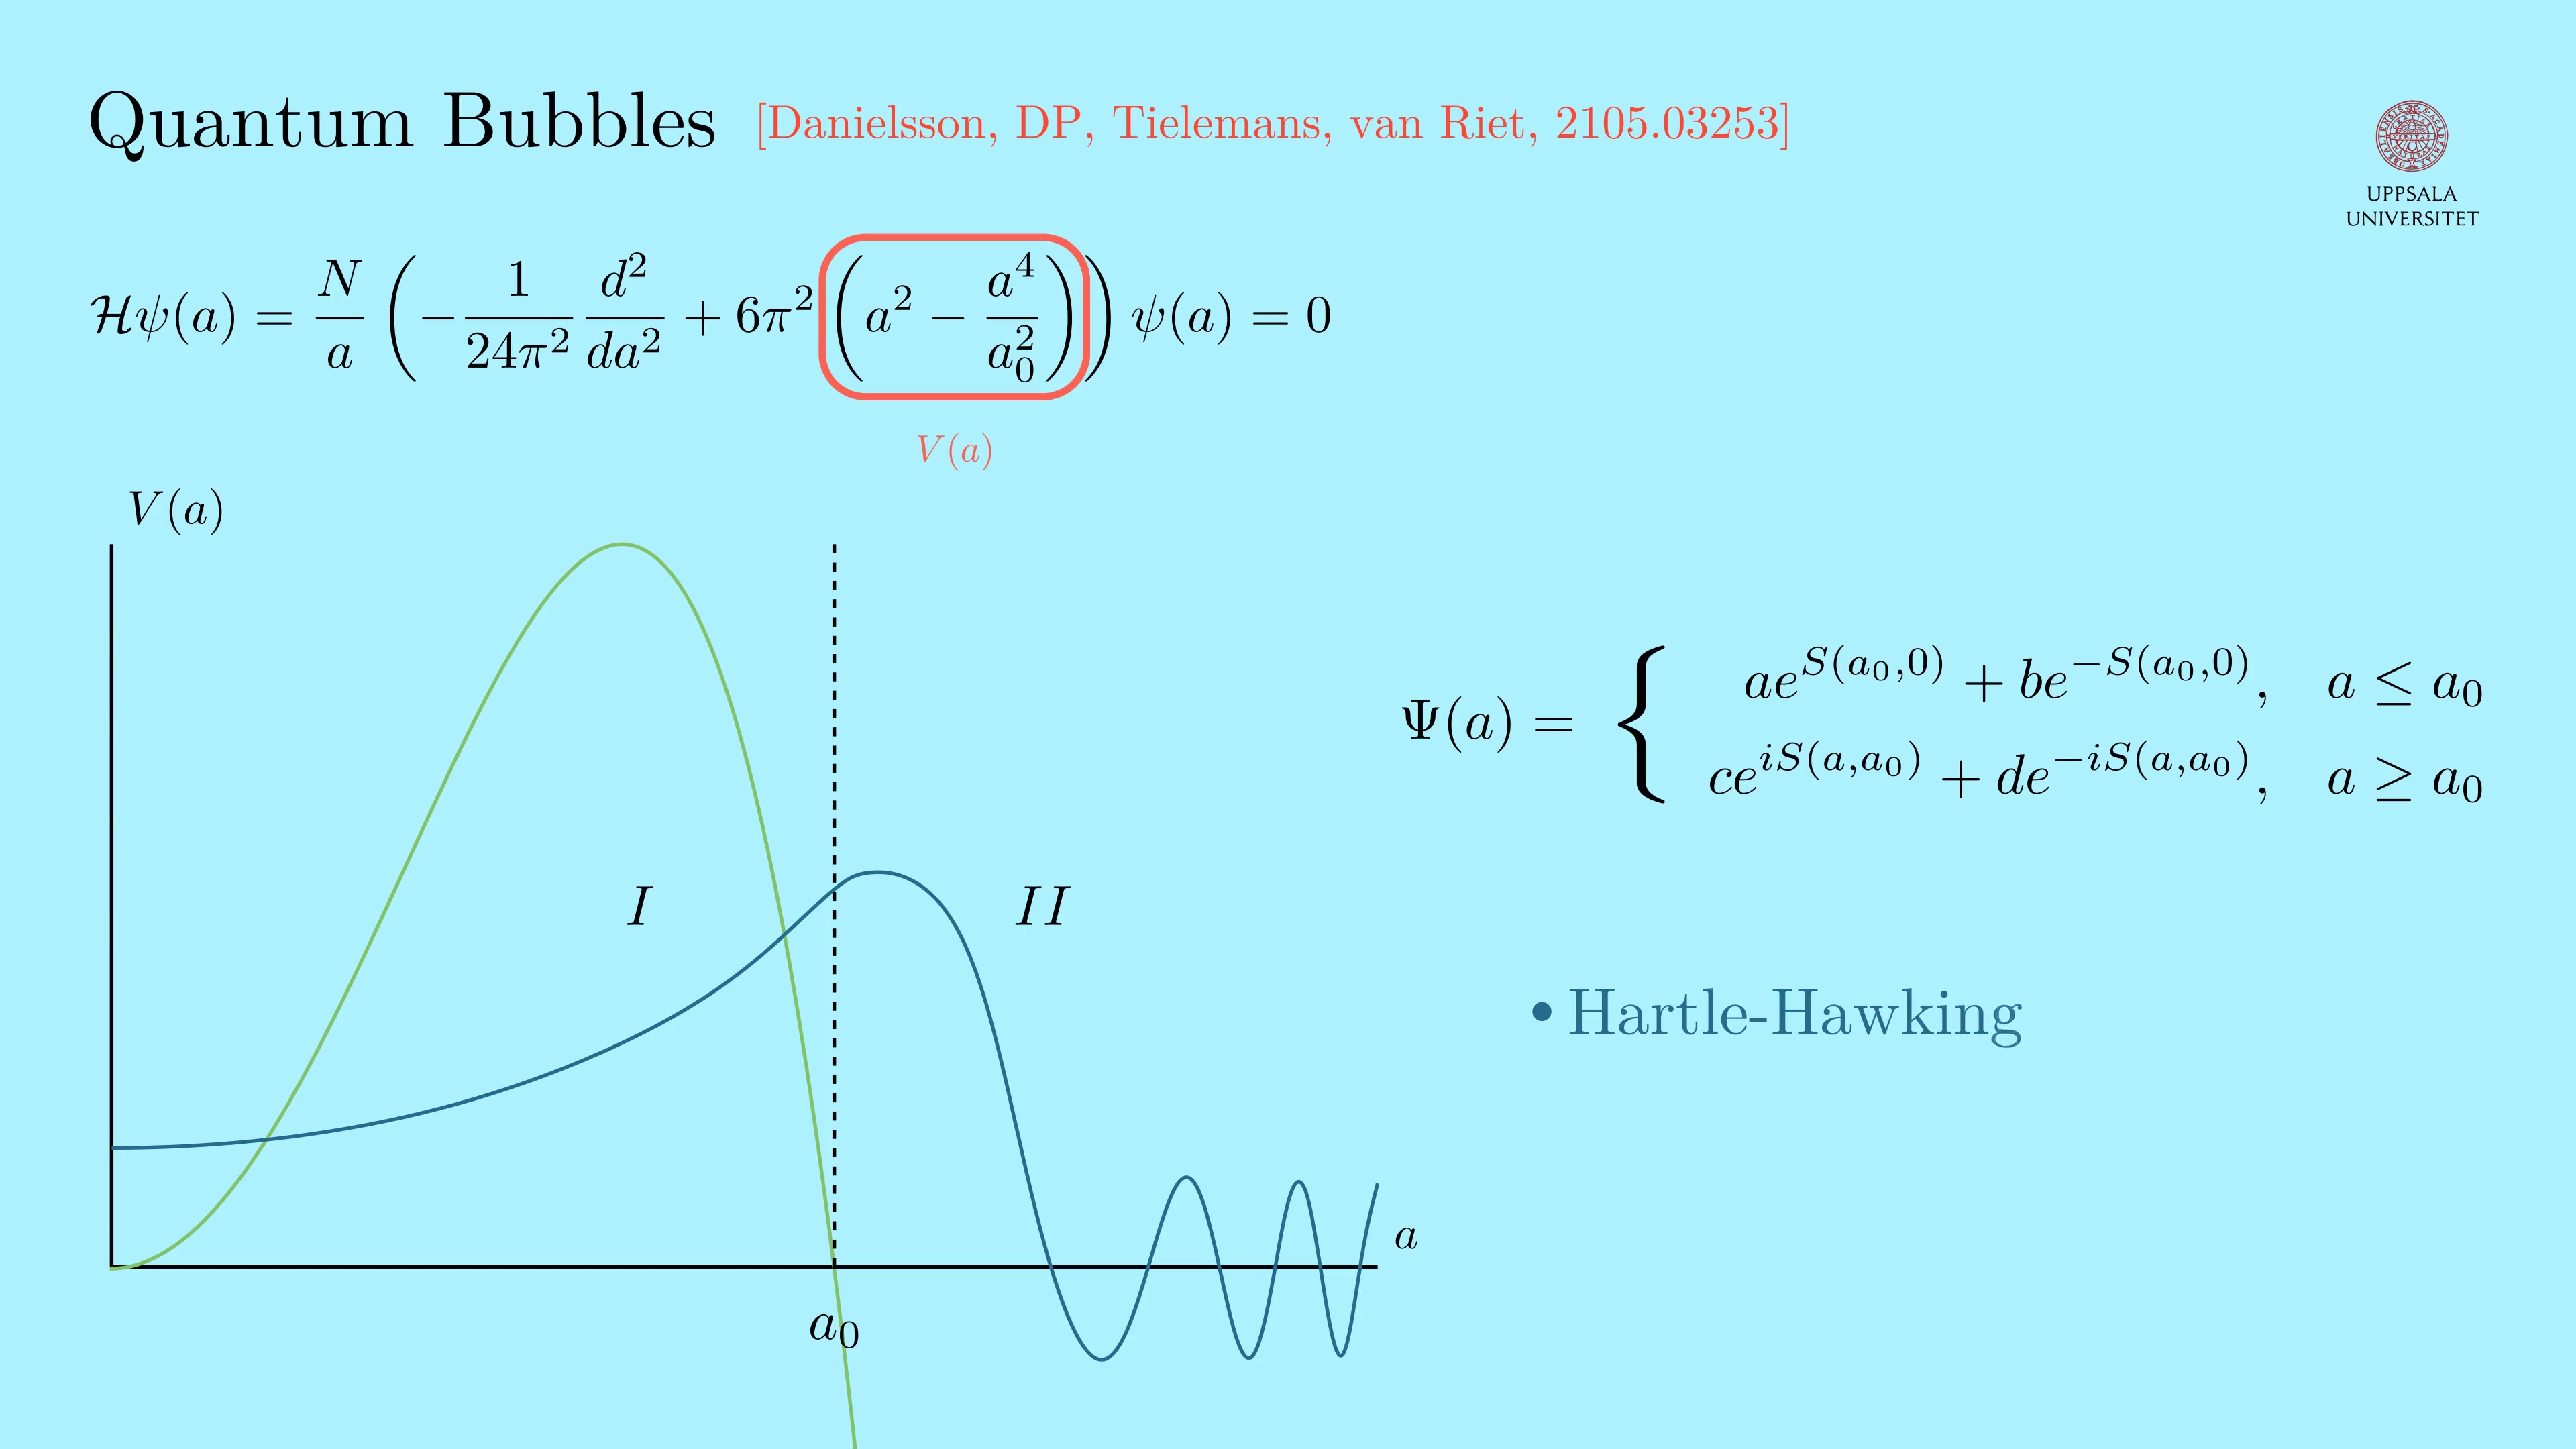 Quantum Bubbles [Danielsson, DP, Tielemans, van Riet, 2105.03253]
UPPSALA
UNIVERSITET
$\mathcal{H}\psi(a) = \frac{N}{a} \left( -\frac{1}{24\pi^2} \frac{d^2}{da^2} + 6\pi^2 \left( a^2 - \frac{a^4}{a_0^2} \right) \right) \psi(a) = 0$
V(a)
V(a)
$\Psi(a) = \begin{cases} ae^{S(a_0,0)} + be^{-S(a_0,0)}, & a \leq a_0 \\ ce^{iS(a,a_0)} + de^{-iS(a,a_0)}, & a \geq a_0 \end{cases}$
I
II
• Hartle-Hawking
a
$a_0$